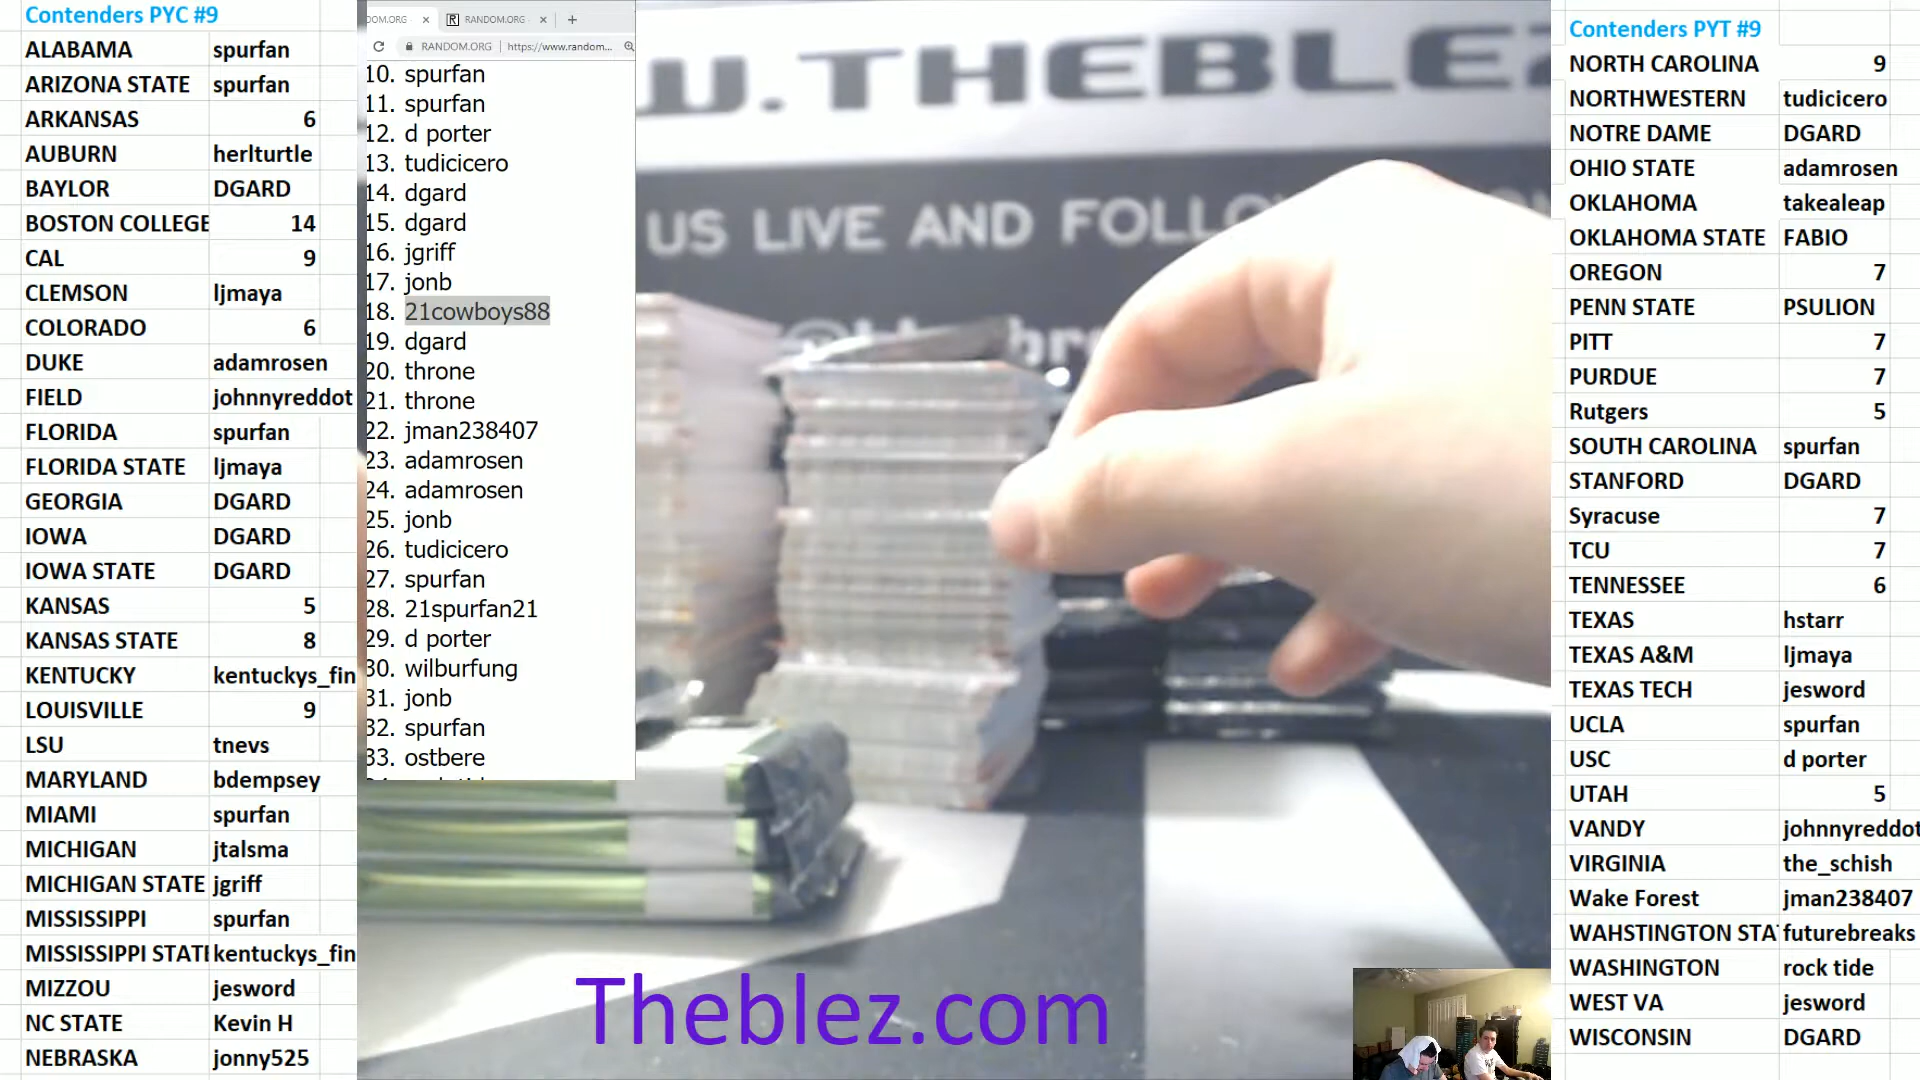 Contenders PYC #9
ALABAMA spurfan
ARIZONA STATE spurfan
ARKANSAS 6
AUBURN herlturtle
BAYLOR DGARD
BOSTON COLLEGE 14
CAL 9
CLEMSON ljmaya
COLORADO 6
DUKE adamrosen
FIELD johnnyreddot
FLORIDA spurfan
FLORIDA STATE ljmaya
GEORGIA DGARD
IOWA DGARD
IOWA STATE DGARD
KANSAS 5
KANSAS STATE 8
KENTUCKY kentuckys_fin
LOUISVILLE 9
LSU tnevs
MARYLAND bdempsey
MIAMI spurfan
MICHIGAN jtalsma
MICHIGAN STATE jgriff
MISSISSIPPI spurfan
MISSISSIPPI STATE kentuckys_fin
MIZZOU jesword
NC STATE Kevin H
NEBRASKA jonny525
DOM.ORG × RANDOM.ORG × +
RANDOM.ORG https://www.random...
10. spurfan
11. spurfan
12. d porter
13. tudicicero
14. dgard
15. dgard
16. jgriff
17. jonb
18. 21cowboys88
19. dgard
20. throne
21. throne
22. jman238407
23. adamrosen
24. adamrosen
25. jonb
26. tudicicero
27. spurfan
28. 21spurfan21
29. d porter
30. wilburfung
31. jonb
32. spurfan
33. ostbere
W.THEBLEZ
US LIVE AND FOLLO
Theblez.com
Contenders PYT #9
NORTH CAROLINA 9
NORTHWESTERN tudicicero
NOTRE DAME DGARD
OHIO STATE adamrosen
OKLAHOMA takealeap
OKLAHOMA STATE FABIO
OREGON 7
PENN STATE PSULION
PITT 7
PURDUE 7
Rutgers 5
SOUTH CAROLINA spurfan
STANFORD DGARD
Syracuse 7
TCU 7
TENNESSEE 6
TEXAS hstarr
TEXAS A&M ljmaya
TEXAS TECH jesword
UCLA spurfan
USC d porter
UTAH 5
VANDY johnnyreddot
VIRGINIA the_schish
Wake Forest jman238407
WAHSTINGTON STA futurebreaks
WASHINGTON rock tide
WEST VA jesword
WISCONSIN DGARD